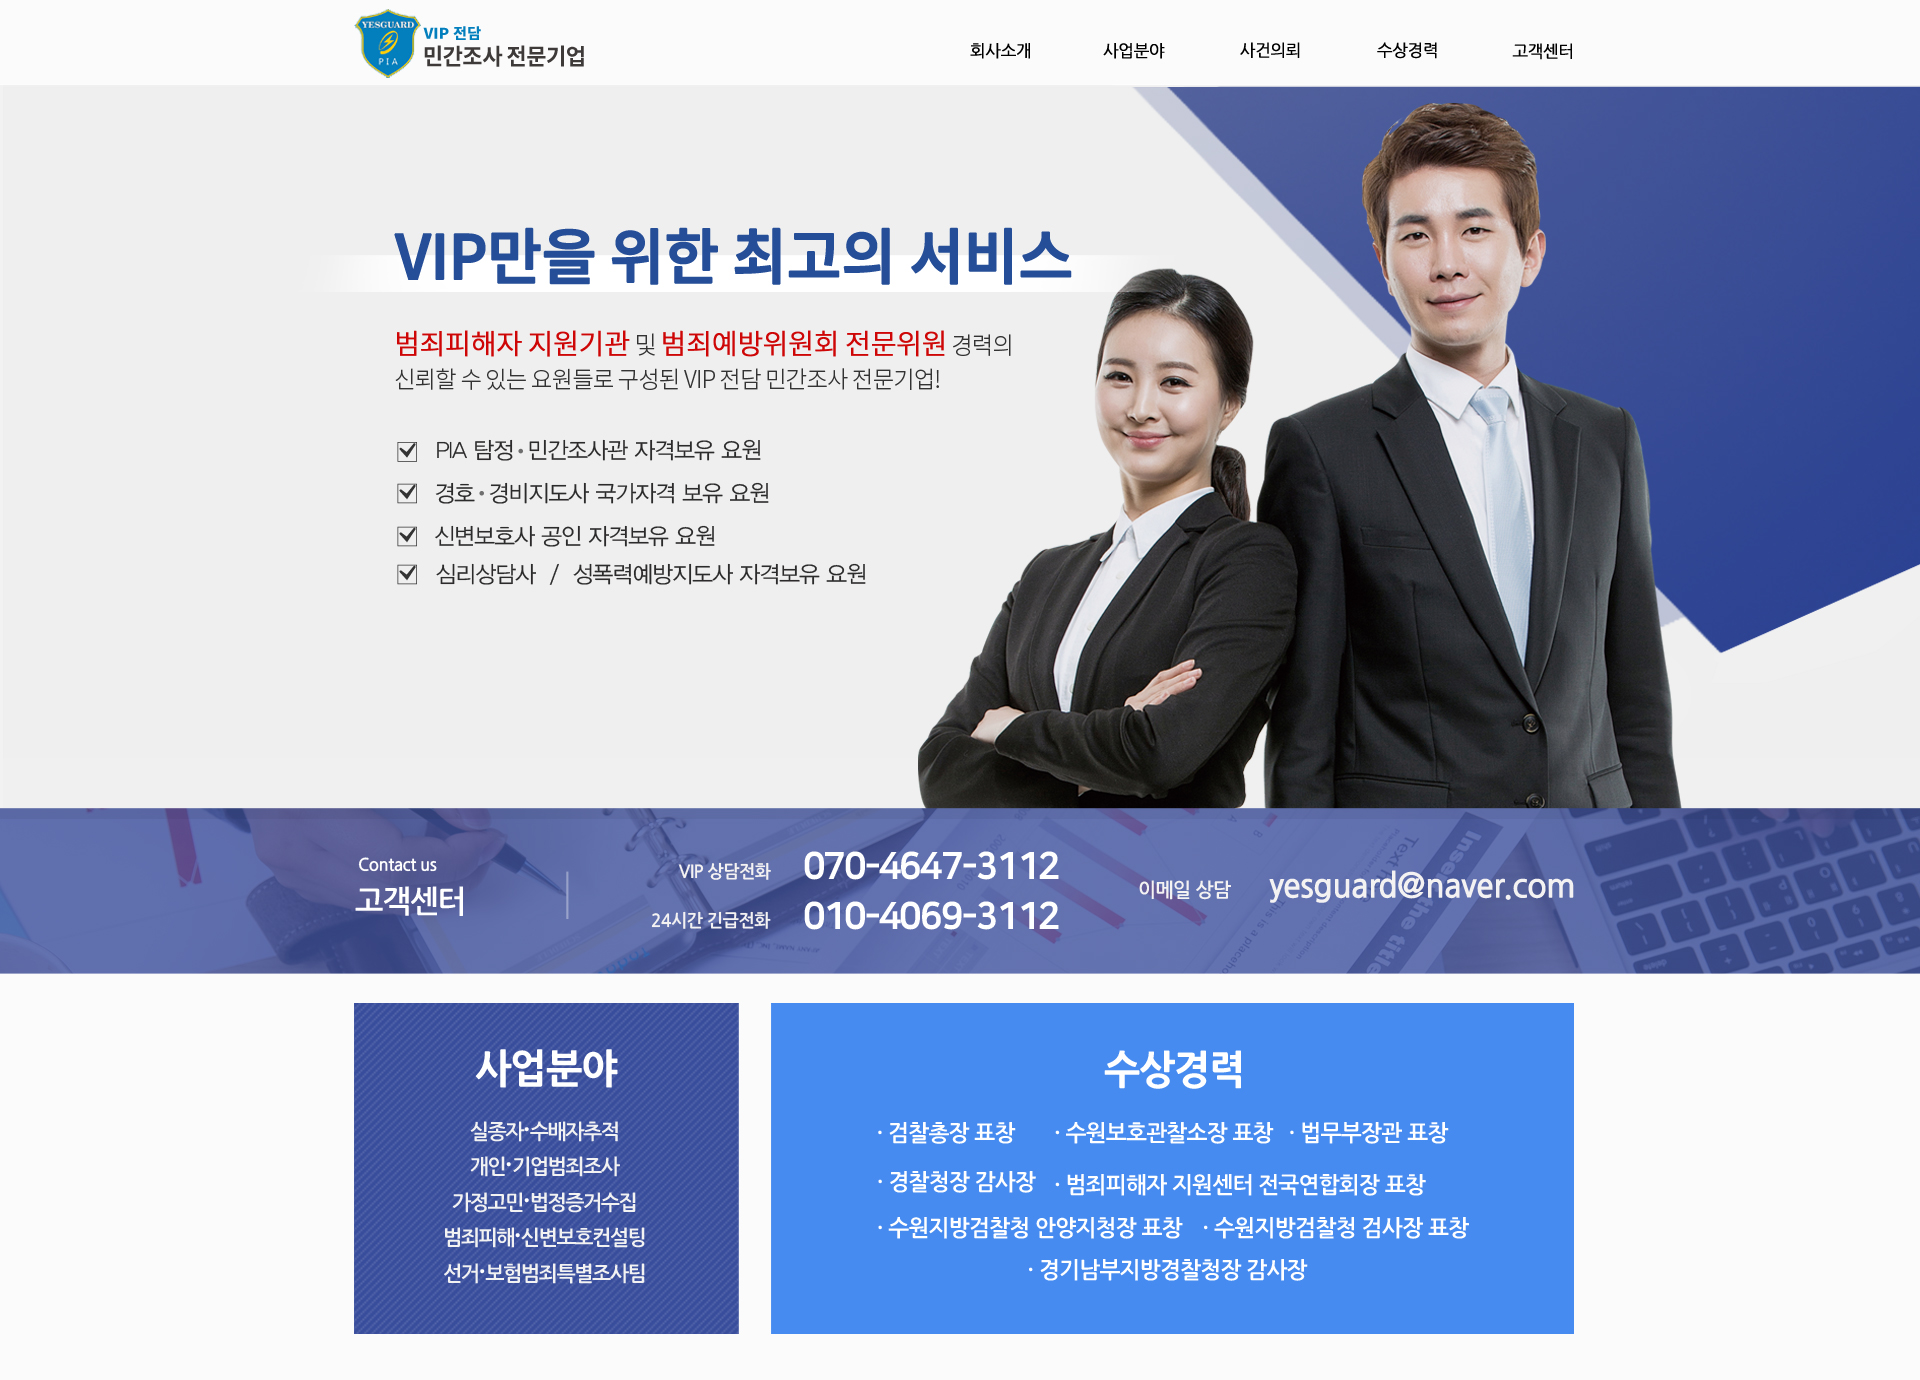 YESGUARD
PIA
VIP 전담
민간조사 전문기업
회사소개 사업분야 사건의뢰 수상경력 고객센터
VIP만을 위한 최고의 서비스
범죄피해자 지원기관 및 범죄예방위원회 전문위원 경력의
신뢰할 수 있는 요원들로 구성된 VIP 전담 민간조사 전문기업!
PIA 탐정·민간조사관 자격보유 요원
경호·경비지도사 국가자격 보유 요원
신변보호사 공인 자격보유 요원
심리상담사 / 성폭력예방지도사 자격보유 요원
Contact us
고객센터
VIP 상담전화 070-4647-3112
24시간 긴급전화 010-4069-3112
이메일 상담 yesguard@naver.com
Insert the title
사업분야
실종자·수배자추적
개인·기업범죄조사
가정고민·법정증거수집
범죄피해·신변보호컨설팅
선거·보험범죄특별조사팀
수상경력
· 검찰총장 표창 · 수원보호관찰소장 표창 · 법무부장관 표창
· 경찰청장 감사장 · 범죄피해자 지원센터 전국연합회장 표창
· 수원지방검찰청 안양지청장 표창 · 수원지방검찰청 검사장 표창
· 경기남부지방경찰청장 감사장